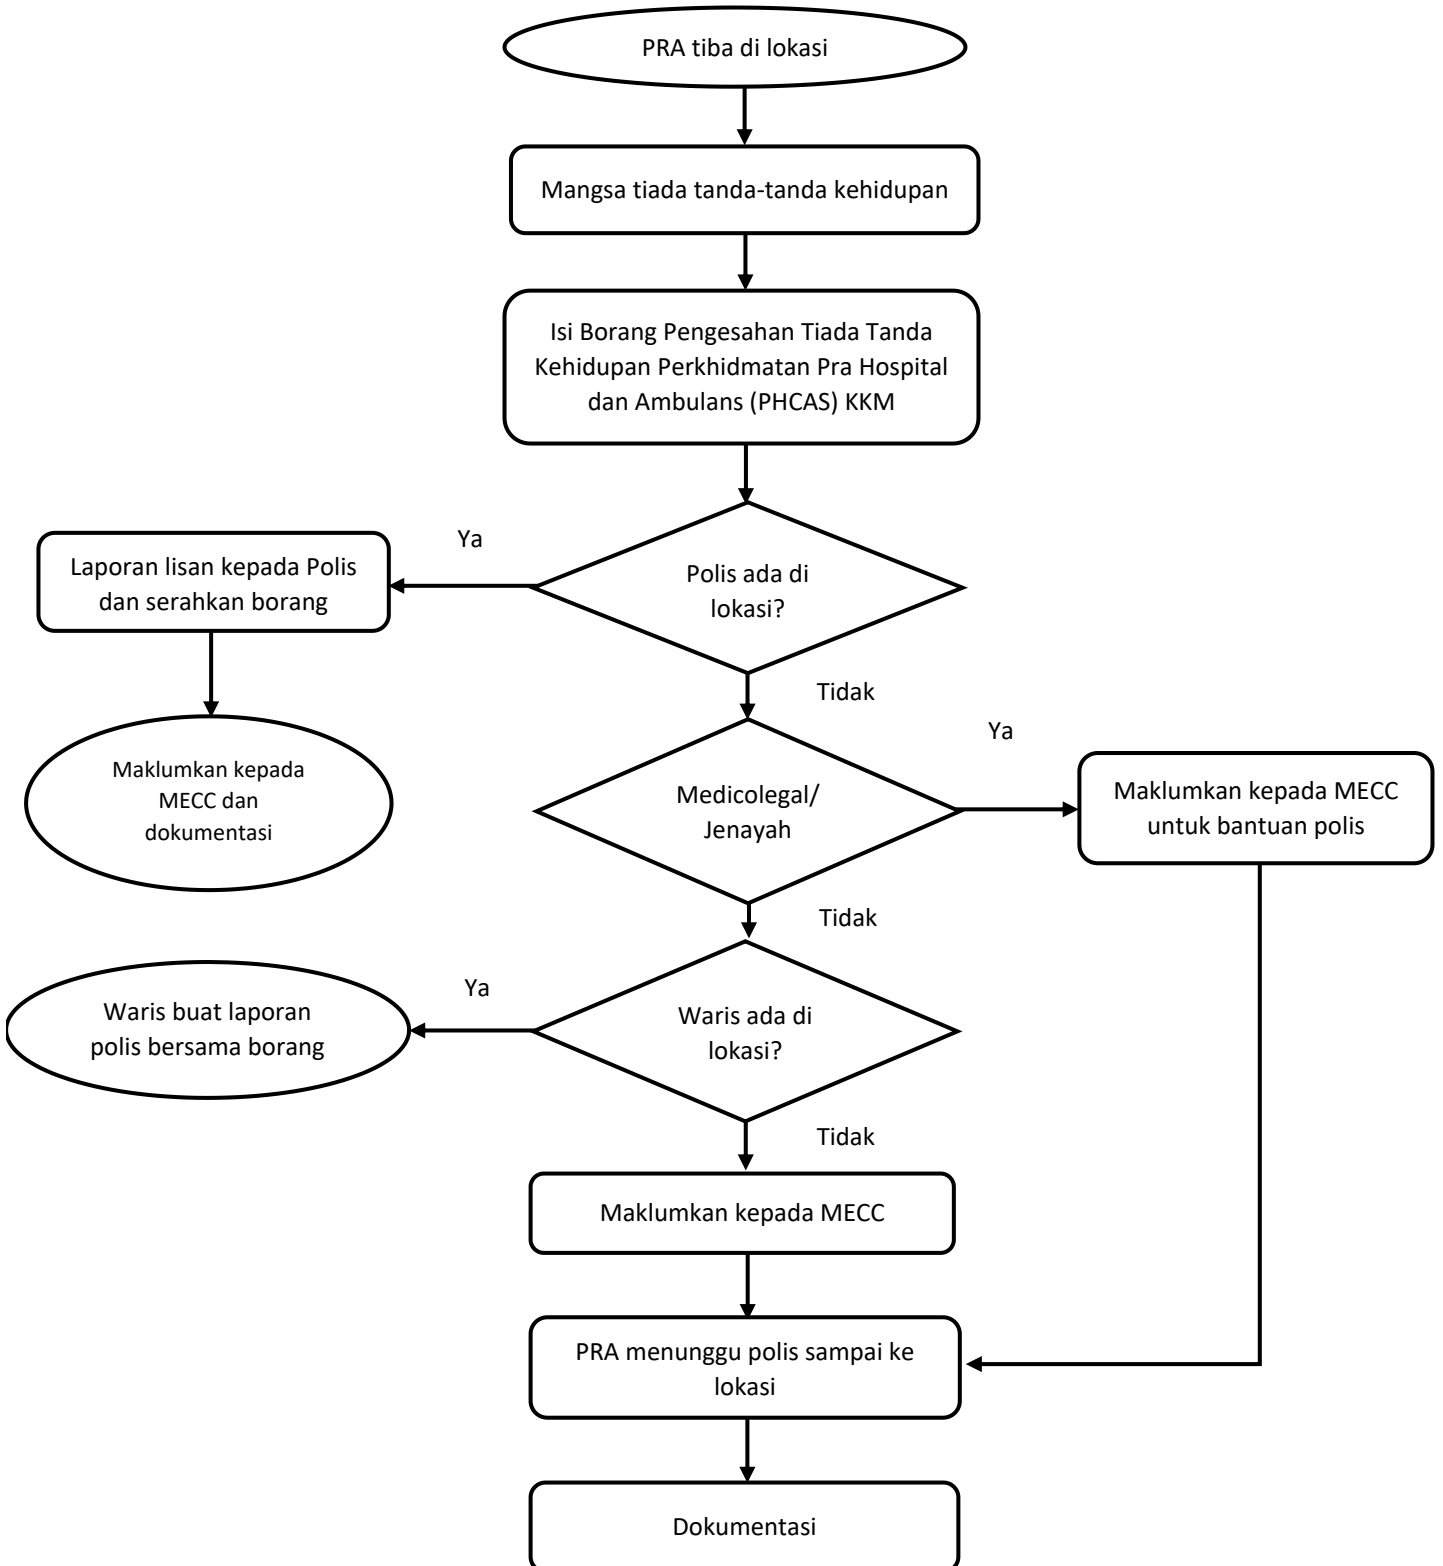 PRA tiba di lokasi
Mangsa tiada tanda-tanda kehidupan
Isi Borang Pengesahan Tiada Tanda
Kehidupan Perkhidmatan Pra Hospital
dan Ambulans (PHCAS) KKM
Ya
Laporan lisan kepada Polis
dan serahkan borang
Polis ada di
lokasi?
Tidak
Ya
Maklumkan kepada
MECC dan
dokumentasi
Medicolegal/
Jenayah
Maklumkan kepada MECC
untuk bantuan polis
Tidak
Ya
Waris buat laporan
polis bersama borang
Waris ada di
lokasi?
Tidak
Maklumkan kepada MECC
PRA menunggu polis sampai ke
lokasi
Dokumentasi